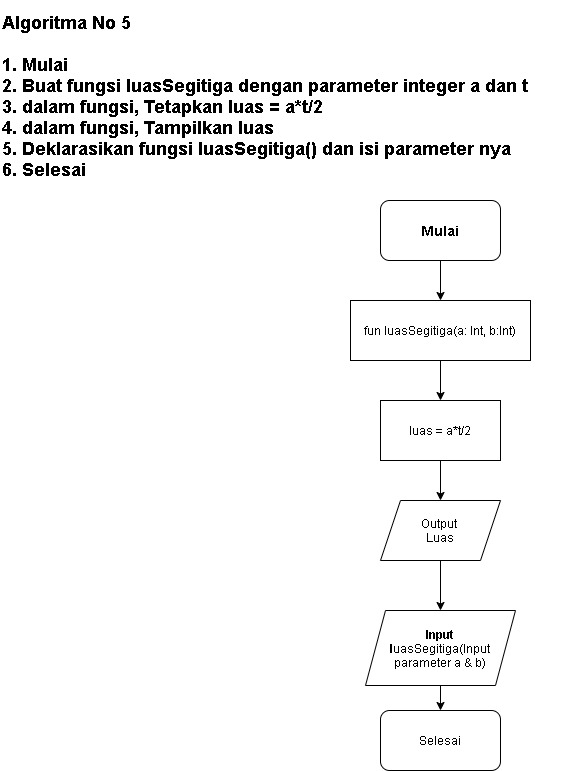 Algoritma No 5
1. Mulai
2. Buat fungsi luasSegitiga dengan parameter integer a dan t
3. dalam fungsi, Tetapkan luas = a*t/2
4. dalam fungsi, Tampilkan luas
5. Deklarasikan fungsi luasSegitiga() dan isi parameter nya
6. Selesai
Mulai
fun luasSegitiga(a: Int, b:Int)
luas = a*t/2
Output
Luas
Input
luasSegitiga(Input
parameter a & b)
Selesai